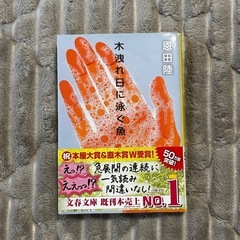 恩田陸
木洩れ日に泳ぐ魚
祝 本屋大賞&直木賞W受賞!
50万部突破!
えっ!?
ええっっ!?
急展開の連続に
一気読み
間違いなし!
文春文庫 既刊本売上 NO.1